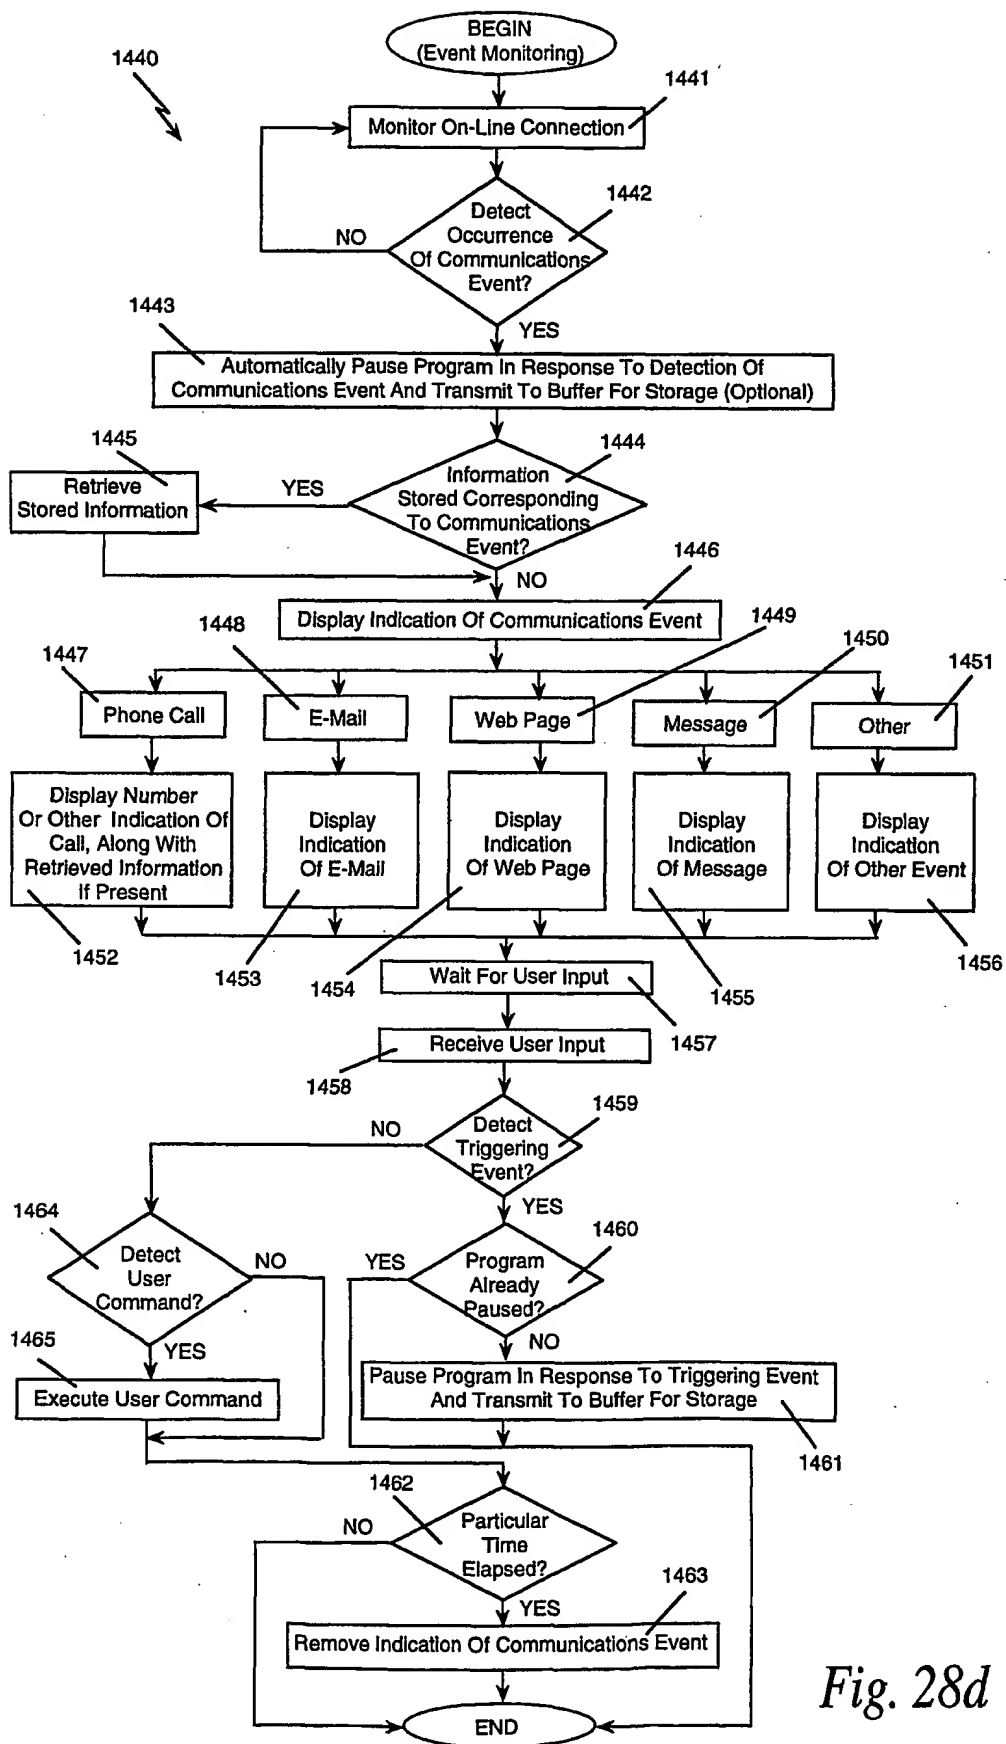 BEGIN
(Event Monitoring)
1440
1441
Monitor On-Line Connection
1442
Detect
Occurrence
Of Communications
Event?
NO
YES
1443
Automatically Pause Program In Response To Detection Of
Communications Event And Transmit To Buffer For Storage (Optional)
1445
1444
Retrieve
Stored Information
YES
Information
Stored Corresponding
To Communications
Event?
NO
1446
Display Indication Of Communications Event
1447
1448
1449
1450
1451
Phone Call
E-Mail
Web Page
Message
Other
Display Number
Or Other Indication Of
Call, Along With
Retrieved Information
If Present
Display
Indication
Of E-Mail
Display
Indication
Of Web Page
Display
Indication
Of Message
Display
Indication
Of Other Event
1452
1453
1454
1455
1456
Wait For User Input
1457
Receive User Input
1458
1459
Detect
Triggering
Event?
NO
YES
1464
Detect
User
Command?
NO
YES
1460
Program
Already
Paused?
YES
NO
1465
Execute User Command
Pause Program In Response To Triggering Event
And Transmit To Buffer For Storage
1461
1462
Particular
Time
Elapsed?
NO
YES
1463
Remove Indication Of Communications Event
END
Fig. 28d